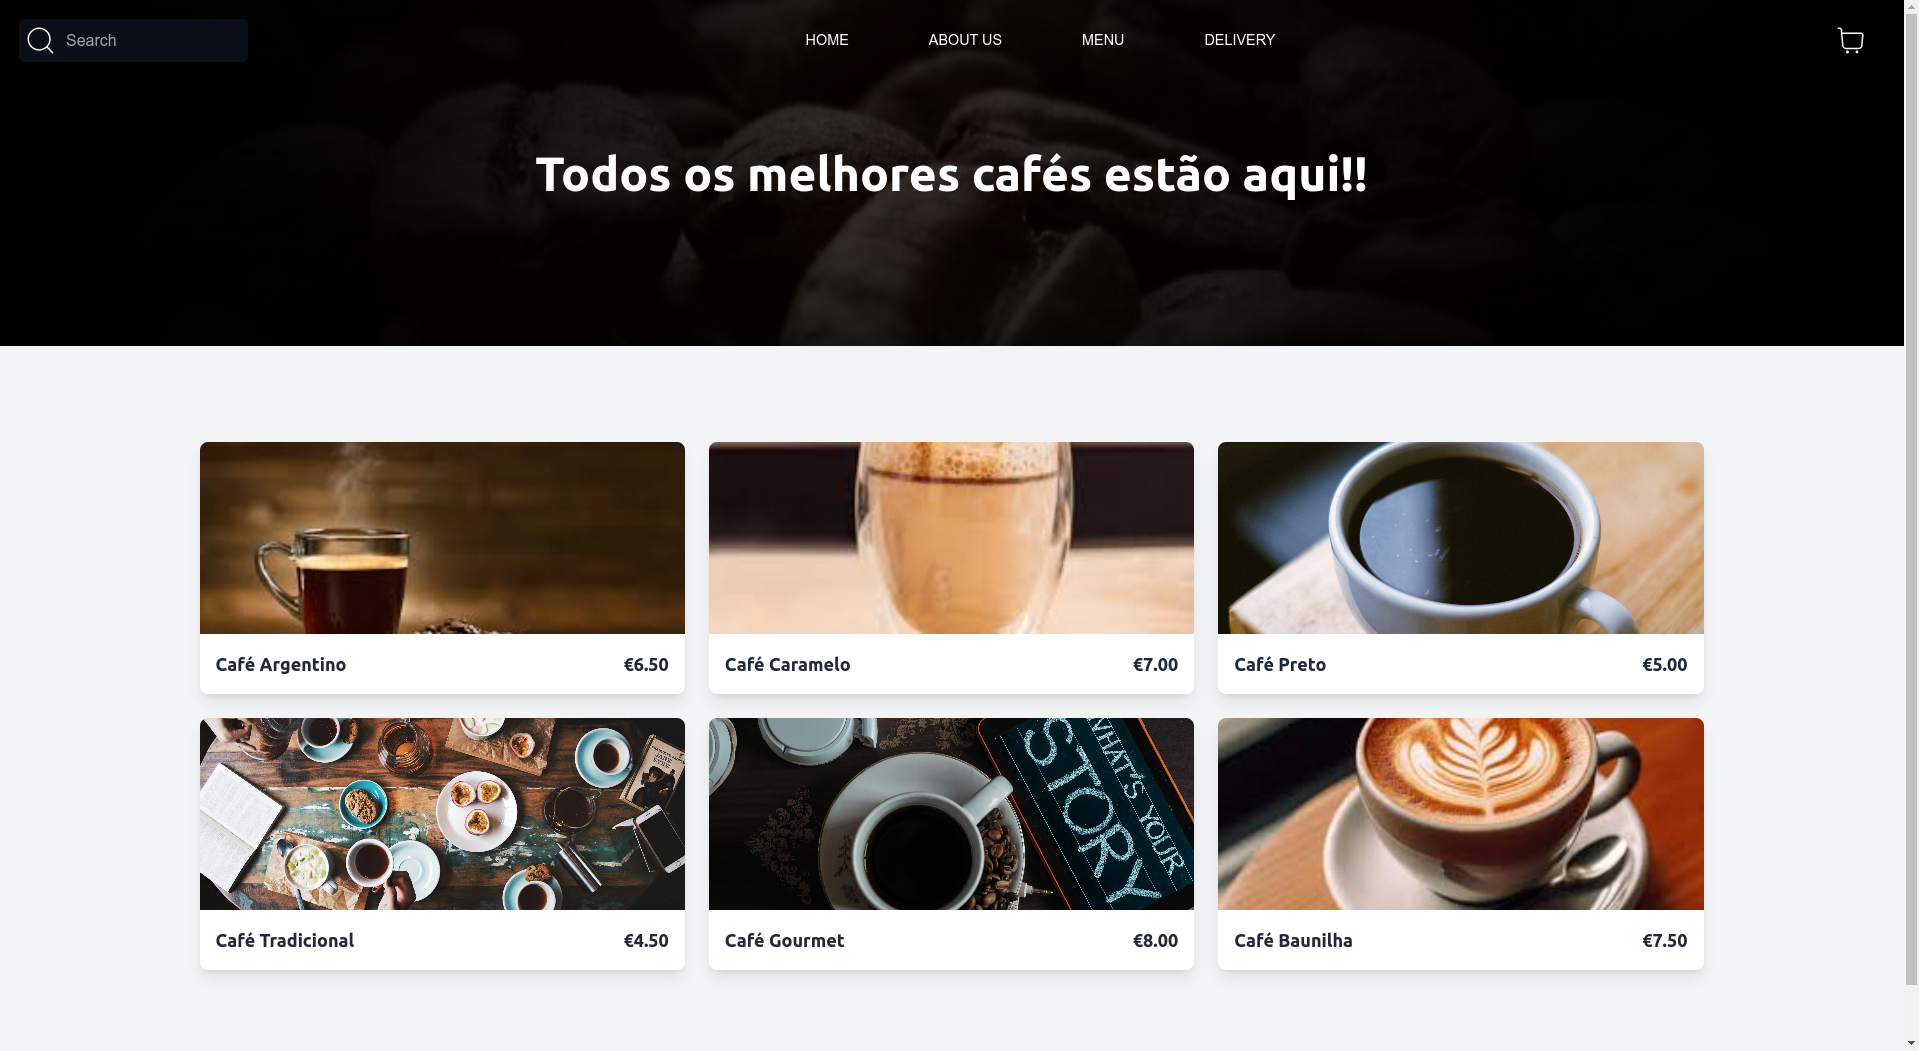 Search
HOME
ABOUT US
MENU
DELIVERY
Todos os melhores cafés estão aqui!!
Café Argentino
€6.50
Café Caramelo
€7.00
Café Preto
€5.00
WHAT'S YOUR
STORY
Café Tradicional
€4.50
Café Gourmet
€8.00
Café Baunilha
€7.50